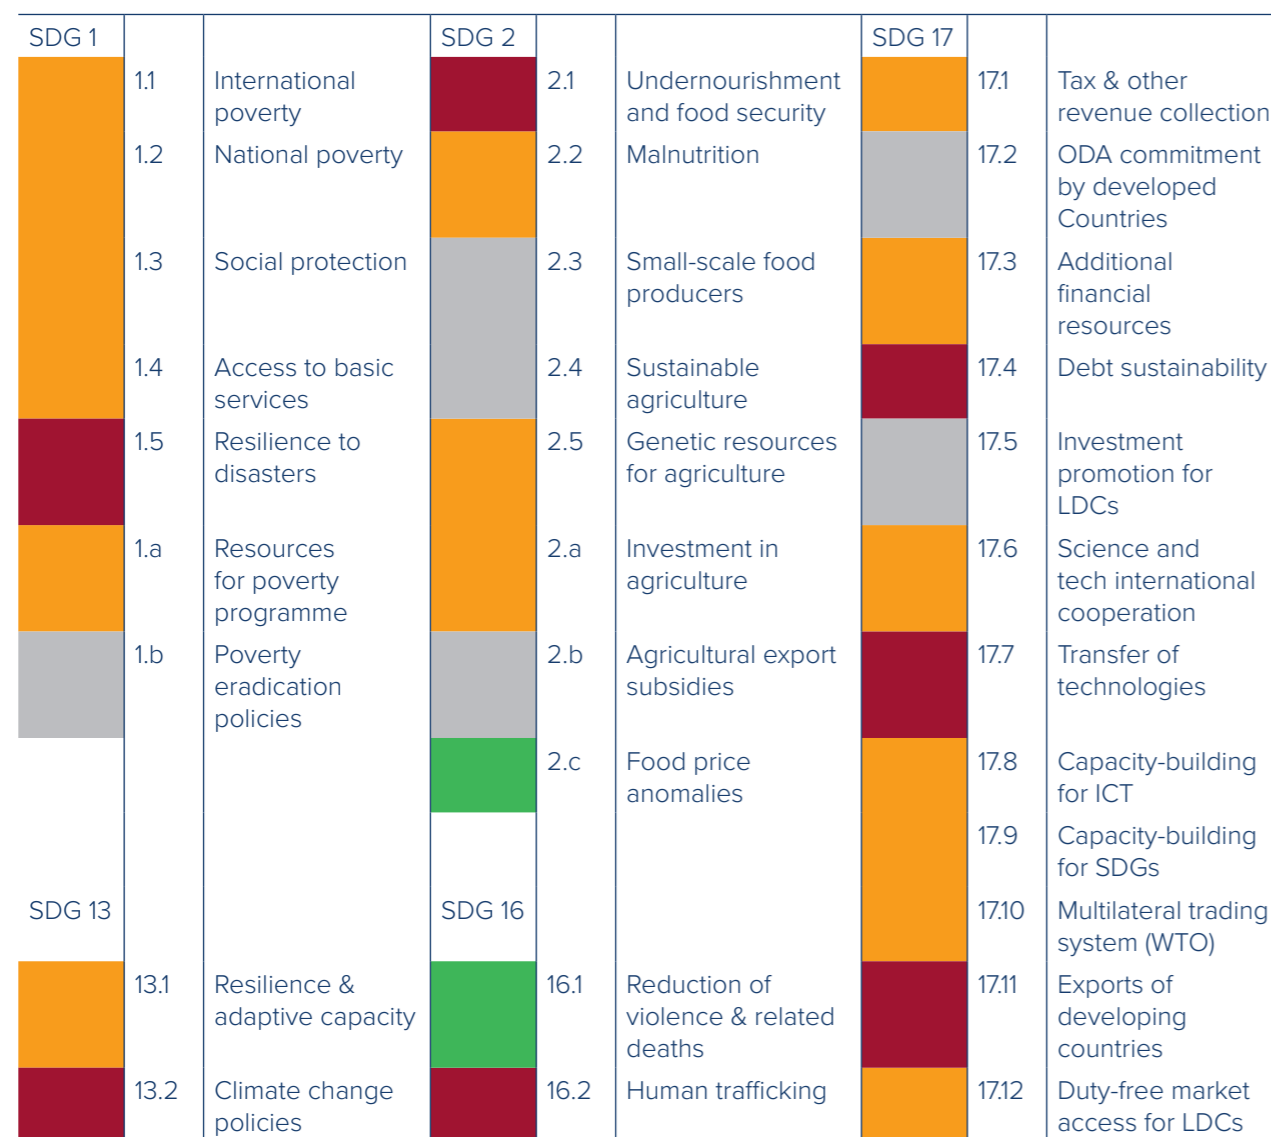 SDG 1
1.1 International
poverty
1.2 National poverty
1.3 Social protection
1.4 Access to basic
services
1.5 Resilience to
disasters
1.a Resources
for poverty
programme
1.b Poverty
eradication
policies
SDG 13
13.1 Resilience &
adaptive capacity
13.2 Climate change
policies
SDG 2
2.1 Undernourishment
and food security
2.2 Malnutrition
2.3 Small-scale food
producers
2.4 Sustainable
agriculture
2.5 Genetic resources
for agriculture
2.a Investment in
agriculture
2.b Agricultural export
subsidies
2.c Food price
anomalies
SDG 16
16.1 Reduction of
violence & related
deaths
16.2 Human trafficking
SDG 17
17.1 Tax & other
revenue collection
17.2 ODA commitment
by developed
Countries
17.3 Additional
financial
resources
17.4 Debt sustainability
17.5 Investment
promotion for
LDCs
17.6 Science and
tech international
cooperation
17.7 Transfer of
technologies
17.8 Capacity-building
for ICT
17.9 Capacity-building
for SDGs
17.10 Multilateral trading
system (WTO)
17.11 Exports of
developing
countries
17.12 Duty-free market
access for LDCs